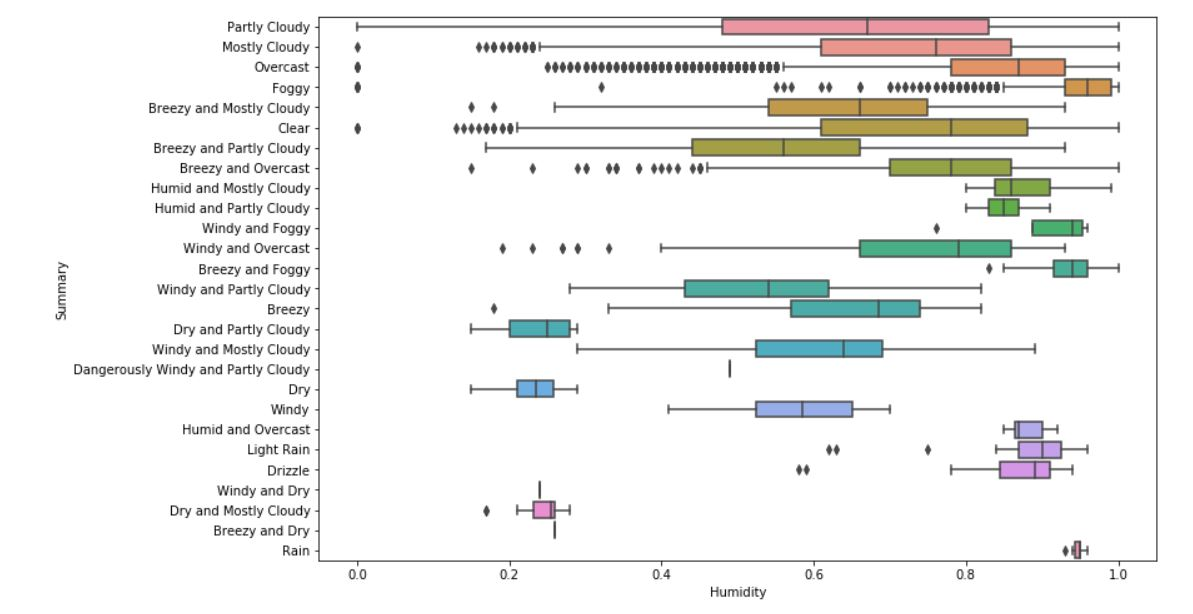 Partly Cloudy
Mostly Cloudy
Overcast
Foggy
Breezy and Mostly Cloudy
Clear
Breezy and Partly Cloudy
Breezy and Overcast
Humid and Mostly Cloudy
Humid and Partly Cloudy
Windy and Foggy
Windy and Overcast
Breezy and Foggy
Windy and Partly Cloudy
Breezy
Dry and Partly Cloudy
Windy and Mostly Cloudy
Dangerously Windy and Partly Cloudy
Dry
Windy
Humid and Overcast
Light Rain
Drizzle
Windy and Dry
Dry and Mostly Cloudy
Breezy and Dry
Rain
Summary
0.0 0.2 0.4 0.6 0.8 1.0
Humidity